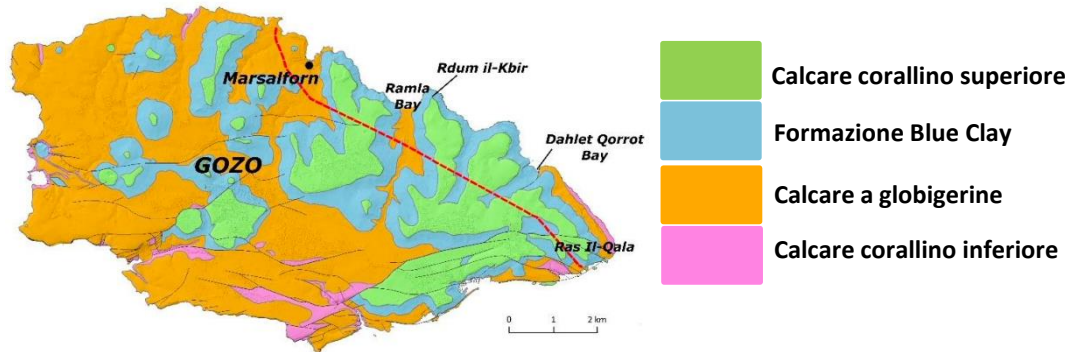 Marsalforn
Rdum il-Kbir
Ramla
Bay
Dahlet Qorrot
Bay
GOZO
Ras Il-Qala
0 1 2 km
Calcare corallino superiore
Formazione Blue Clay
Calcare a globigerine
Calcare corallino inferiore